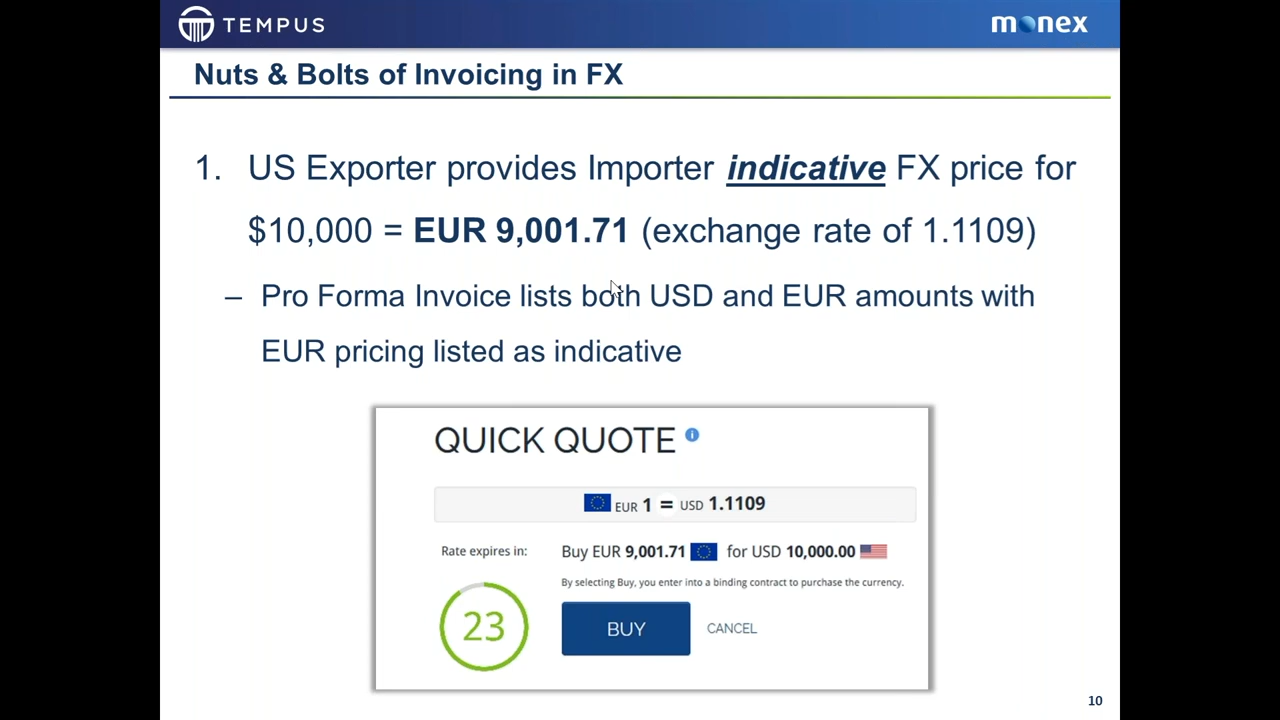 TEMPUS
monex
Nuts & Bolts of Invoicing in FX
1. US Exporter provides Importer indicative FX price for
$10,000 = EUR 9,001.71 (exchange rate of 1.1109)
– Pro Forma Invoice lists both USD and EUR amounts with
EUR pricing listed as indicative
QUICK QUOTE i
EUR 1 = USD 1.1109
Rate expires in:
Buy EUR 9,001.71 for USD 10,000.00
By selecting Buy, you enter into a binding contract to purchase the currency.
23
BUY
CANCEL
10